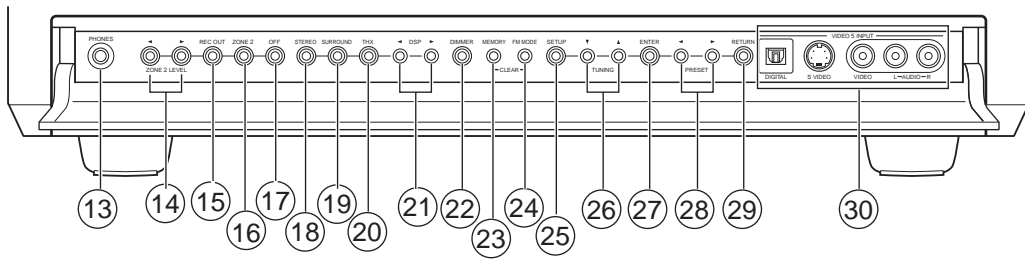 PHONES
◄ ►
ZONE 2 LEVEL
REC OUT
ZONE 2
OFF
STEREO
SURROUND
THX
◄ DSP ►
DIMMER
MEMORY
FM MODE
CLEAR
SETUP
▼ ▲
TUNING
ENTER
◄ ►
PRESET
RETURN
VIDEO 5 INPUT
DIGITAL
S VIDEO
VIDEO
L–AUDIO–R
13
14
15
16
17
18
19
20
21
22
23
24
25
26
27
28
29
30